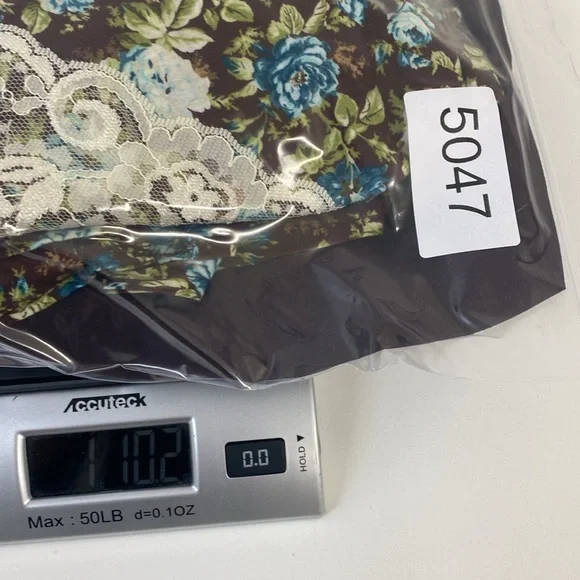 5047
Accuteck
110.2
0.0
HOLD ▼
Max : 50LB d=0.1OZ